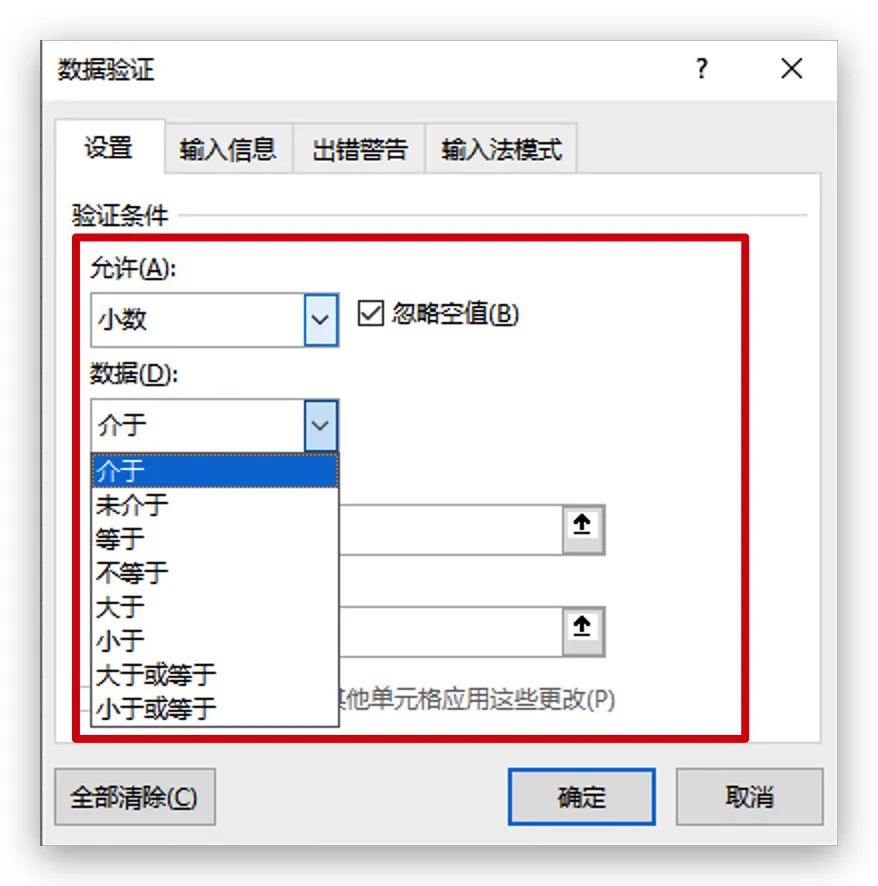 数据验证 ?
设置 输入信息 出错警告 输入法模式
验证条件
允许(A):
小数 忽略空值(B)
数据(D):
介于
介于
未介于
等于
不等于
大于
小于
大于或等于
小于或等于
他单元格应用这些更改(P)
全部清除(C) 确定 取消